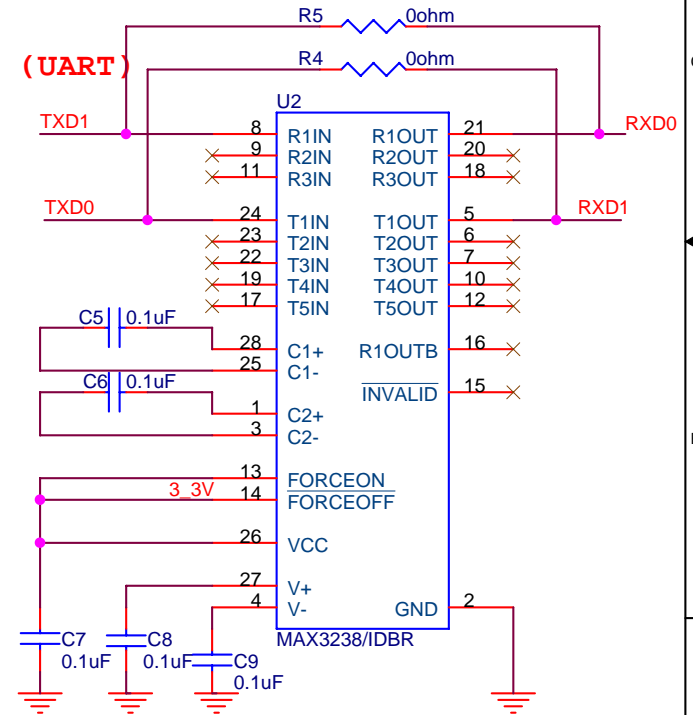 R5 0ohm
(UART) R4 0ohm
U2
TXD1 8 R1IN R1OUT 21 RXD0
9 R2IN R2OUT 20
11 R3IN R3OUT 18
TXD0 24 T1IN T1OUT 5 RXD1
23 T2IN T2OUT 6
22 T3IN T3OUT 7
19 T4IN T4OUT 10
17 T5IN T5OUT 12
C5 0.1uF
28 C1+ R1OUTB 16
25 C1-
C6 0.1uF INVALID 15
1 C2+
3 C2-
13 FORCEON
3_3V 14 FORCEOFF
26 VCC
27 V+
4 V- GND 2
C7 0.1uF
C8 0.1uF
C9 0.1uF
MAX3238/IDBR